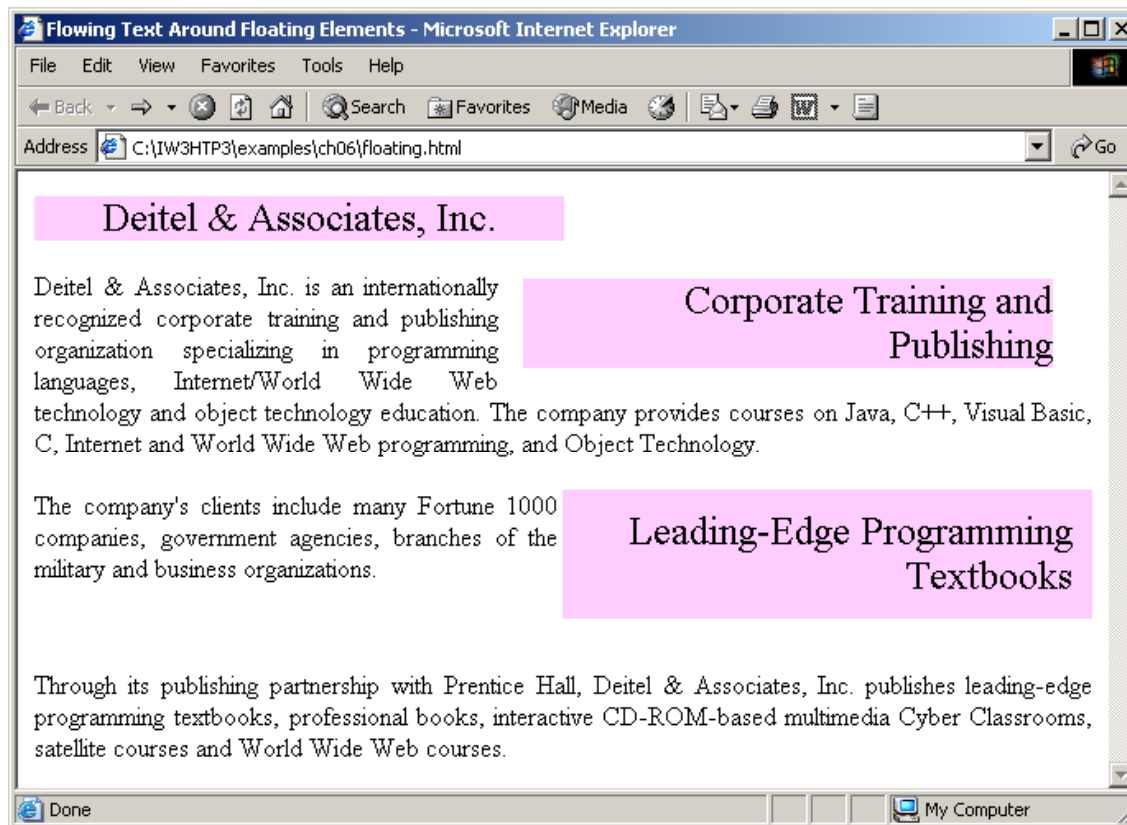 Flowing Text Around Floating Elements - Microsoft Internet Explorer
File Edit View Favorites Tools Help
Back Search Favorites Media
Address C:\IW3HTP3\examples\ch06\floating.html Go
Deitel & Associates, Inc.
Deitel & Associates, Inc. is an internationally
recognized corporate training and publishing
organization specializing in programming
languages, Internet/World Wide Web
technology and object technology education. The company provides courses on Java, C++, Visual Basic,
C, Internet and World Wide Web programming, and Object Technology.
Corporate Training and
Publishing
The company's clients include many Fortune 1000
companies, government agencies, branches of the
military and business organizations.
Leading-Edge Programming
Textbooks
Through its publishing partnership with Prentice Hall, Deitel & Associates, Inc. publishes leading-edge
programming textbooks, professional books, interactive CD-ROM-based multimedia Cyber Classrooms,
satellite courses and World Wide Web courses.
Done My Computer